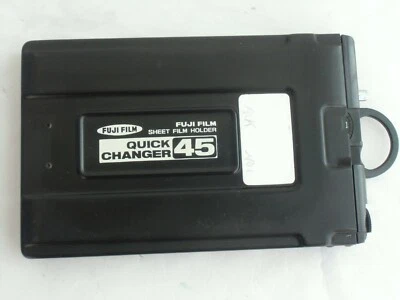 FUJI FILM
FUJI FILM
SHEET FILM HOLDER
QUICK
CHANGER 45